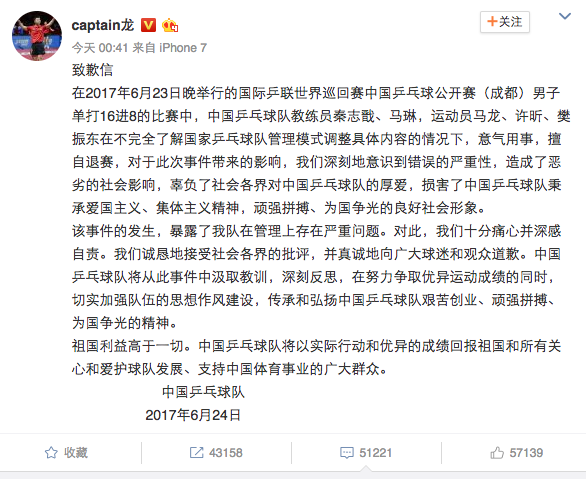 captain龙
+关注
今天 00:41 来自 iPhone 7
致歉信
在2017年6月23日晚举行的国际乒联世界巡回赛中国乒乓球公开赛（成都）男子
单打16进8的比赛中，中国乒乓球队教练员秦志戬、马琳，运动员马龙、许昕、樊
振东在不完全了解国家乒乓球队管理模式调整具体内容的情况下，意气用事，擅
自退赛，对于此次事件带来的影响，我们深刻地意识到错误的严重性，造成了恶
劣的社会影响，辜负了社会各界对中国乒乓球队的厚爱，损害了中国乒乓球队秉
承爱国主义、集体主义精神，顽强拼搏、为国争光的良好社会形象。
该事件的发生，暴露了我队在管理上存在严重问题。对此，我们十分痛心并深感
自责。我们诚恳地接受社会各界的批评，并真诚地向广大球迷和观众道歉。中国
乒乓球队将从此事件中汲取教训，深刻反思，在努力争取优异运动成绩的同时，
切实加强队伍的思想作风建设，传承和弘扬中国乒乓球队艰苦创业、顽强拼搏、
为国争光的精神。
祖国利益高于一切。中国乒乓球队将以实际行动和优异的成绩回报祖国和所有关
心和爱护球队发展、支持中国体育事业的广大群众。
中国乒乓球队
2017年6月24日
收藏 43158 51221 57139